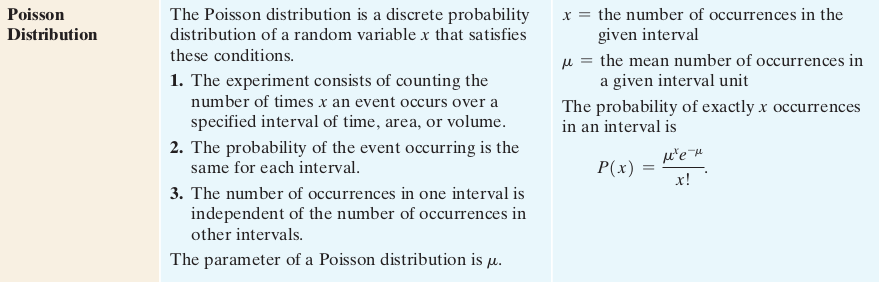 Poisson
Distribution
The Poisson distribution is a discrete probability
distribution of a random variable x that satisfies
these conditions.
1. The experiment consists of counting the
number of times x an event occurs over a
specified interval of time, area, or volume.
2. The probability of the event occurring is the
same for each interval.
3. The number of occurrences in one interval is
independent of the number of occurrences in
other intervals.
The parameter of a Poisson distribution is μ.
x = the number of occurrences in the
given interval
μ = the mean number of occurrences in
a given interval unit
The probability of exactly x occurrences
in an interval is
P(x) = μˣe⁻ᵘ/x!.